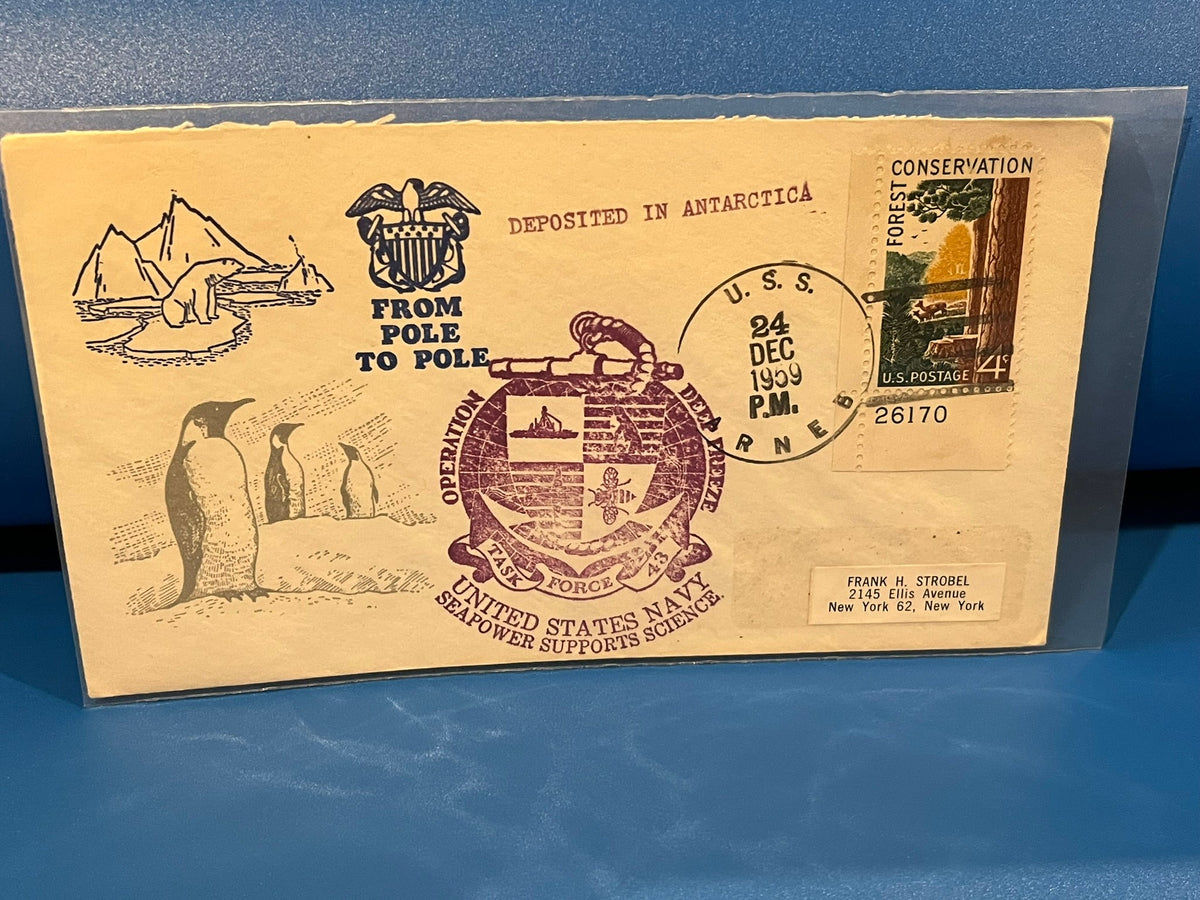 FROM
POLE
TO POLE
DEPOSITED IN ANTARCTICA
U. S. S.
ARNEB
24
DEC
1959
P.M.
FOREST
CONSERVATION
U.S. POSTAGE 4¢
26170
OPERATION
DEEP FREEZE
TASK
FORCE
43
UNITED STATES NAVY
SEAPOWER SUPPORTS SCIENCE.
FRANK H. STROBEL
2145 Ellis Avenue
New York 62, New York